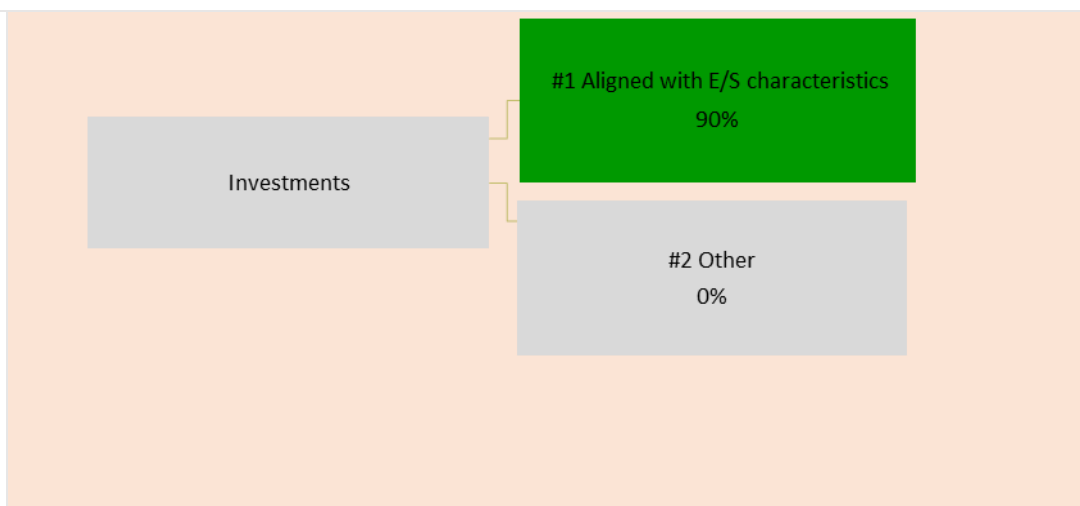 #1 Aligned with E/S characteristics
90%
Investments
#2 Other
0%